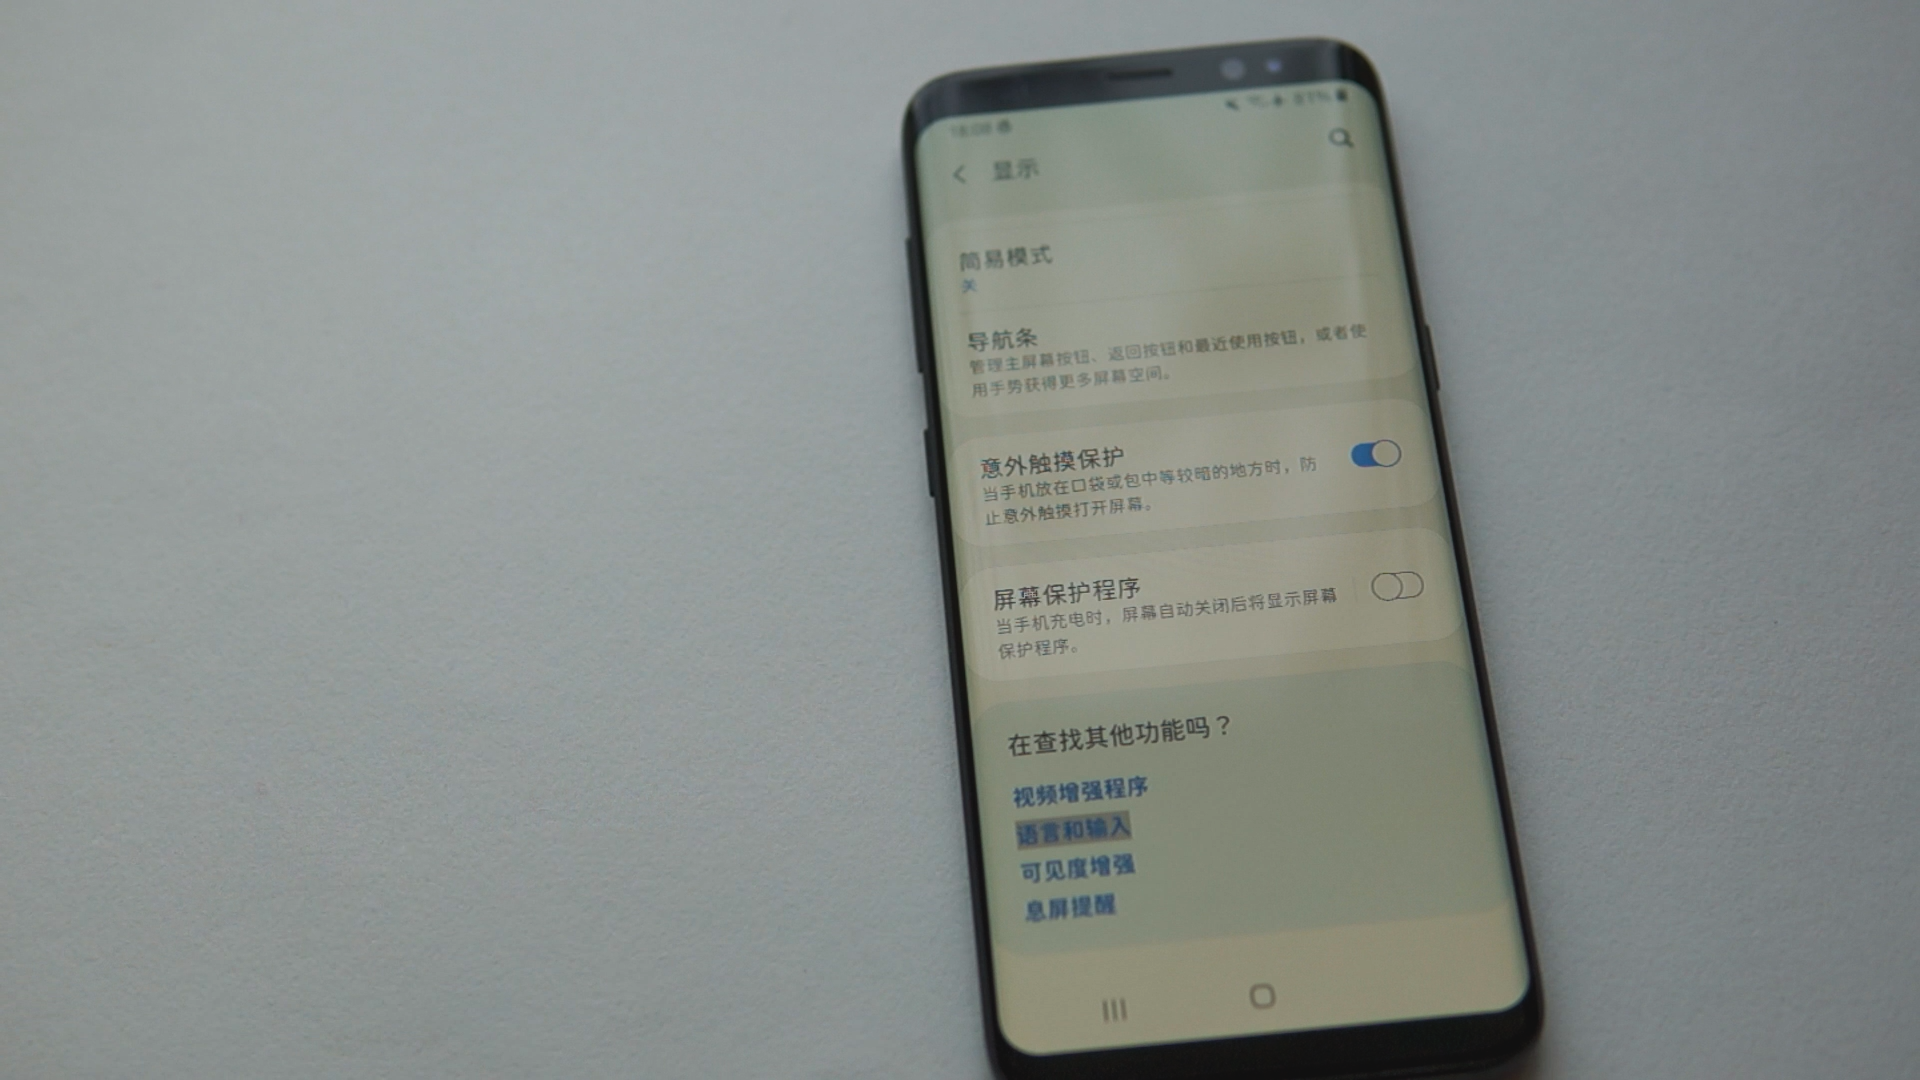 显示
简易模式
关
导航条
管理主屏幕按钮、返回按钮和最近使用按钮，或者使
用手势获得更多屏幕空间。
意外触摸保护
当手机放在口袋或包中等较暗的地方时，防
止意外触摸打开屏幕。
屏幕保护程序
当手机充电时，屏幕自动关闭后将显示屏幕
保护程序。
在查找其他功能吗？
视频增强程序
语言和输入
可见度增强
息屏提醒